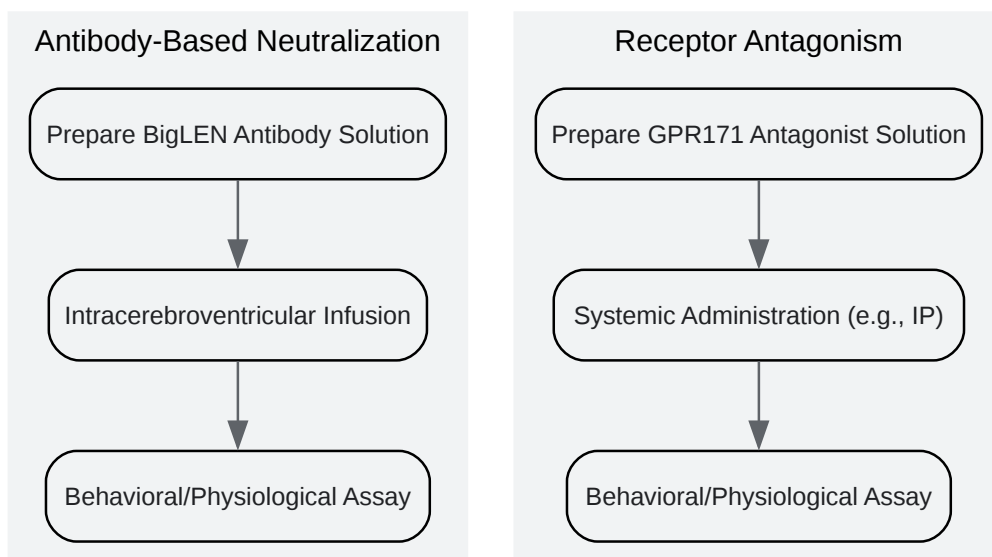 Antibody-Based Neutralization
Prepare BigLEN Antibody Solution
Intracerebroventricular Infusion
Behavioral/Physiological Assay
Receptor Antagonism
Prepare GPR171 Antagonist Solution
Systemic Administration (e.g., IP)
Behavioral/Physiological Assay